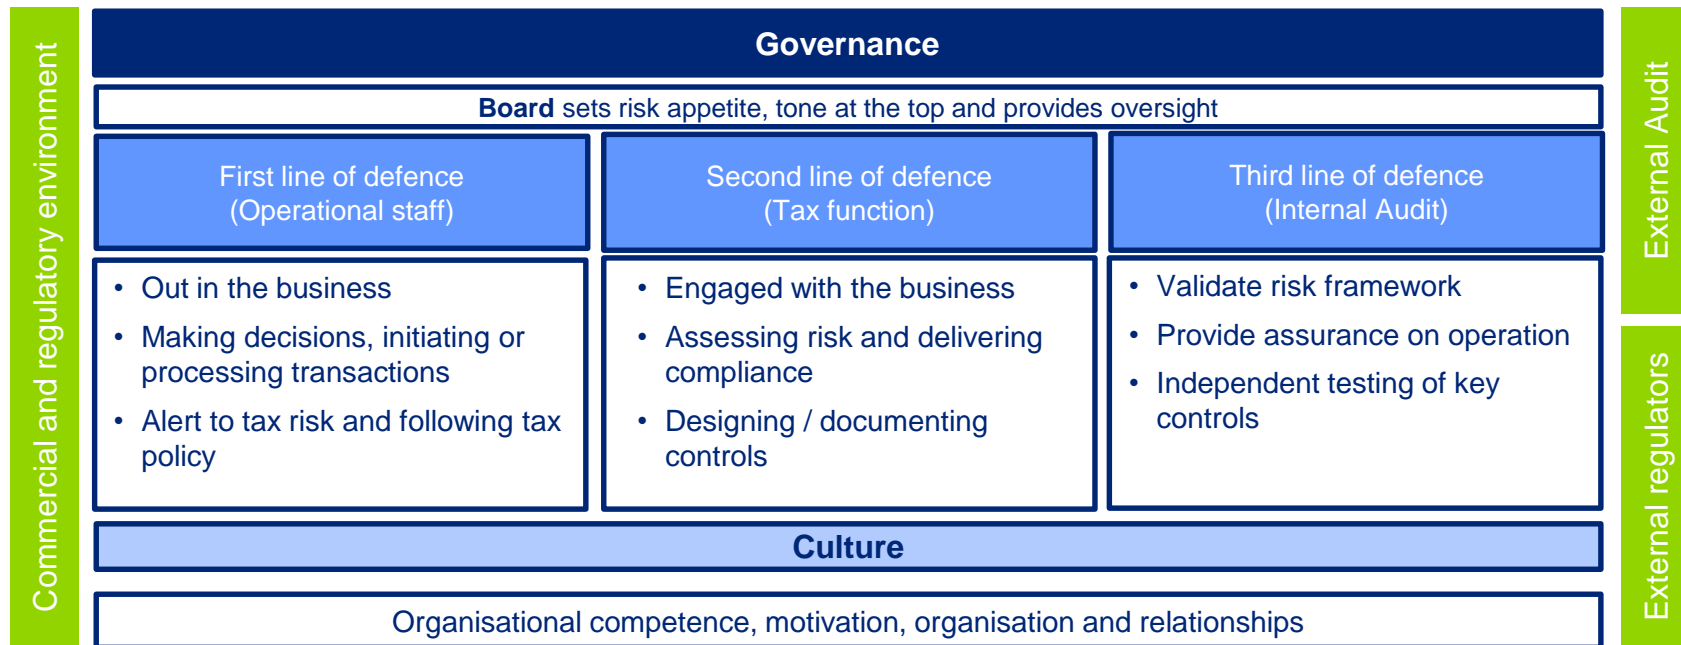 Commercial and regulatory environment
Governance
Board sets risk appetite, tone at the top and provides oversight
First line of defence
(Operational staff)
• Out in the business
• Making decisions, initiating or
processing transactions
• Alert to tax risk and following tax
policy
Second line of defence
(Tax function)
• Engaged with the business
• Assessing risk and delivering
compliance
• Designing / documenting
controls
Third line of defence
(Internal Audit)
• Validate risk framework
• Provide assurance on operation
• Independent testing of key
controls
Culture
Organisational competence, motivation, organisation and relationships
External Audit
External regulators